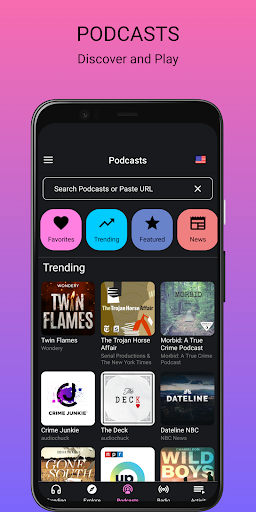 PODCASTS
Discover and Play
Podcasts
Search Podcasts or Paste URL
Favorites
Trending
Featured
News
Trending
WONDERY
TWIN
FLAMES
The Trojan Horse
Affair
MORBID
Twin Flames
Wondery
The Trojan Horse
Affair
Serial Productions & The New York Times
Morbid: A True
Crime Podcast
Morbid: A True Crime Podcast
CRIME JUNKIE
The
DECK
DATELINE
Crime Junkie
audiochuck
The Deck
audiochuck
Dateline NBC
NBC News
GONE
SOUTH
up
WILD
BOYS
Trending
Explore
Podcasts
Radio